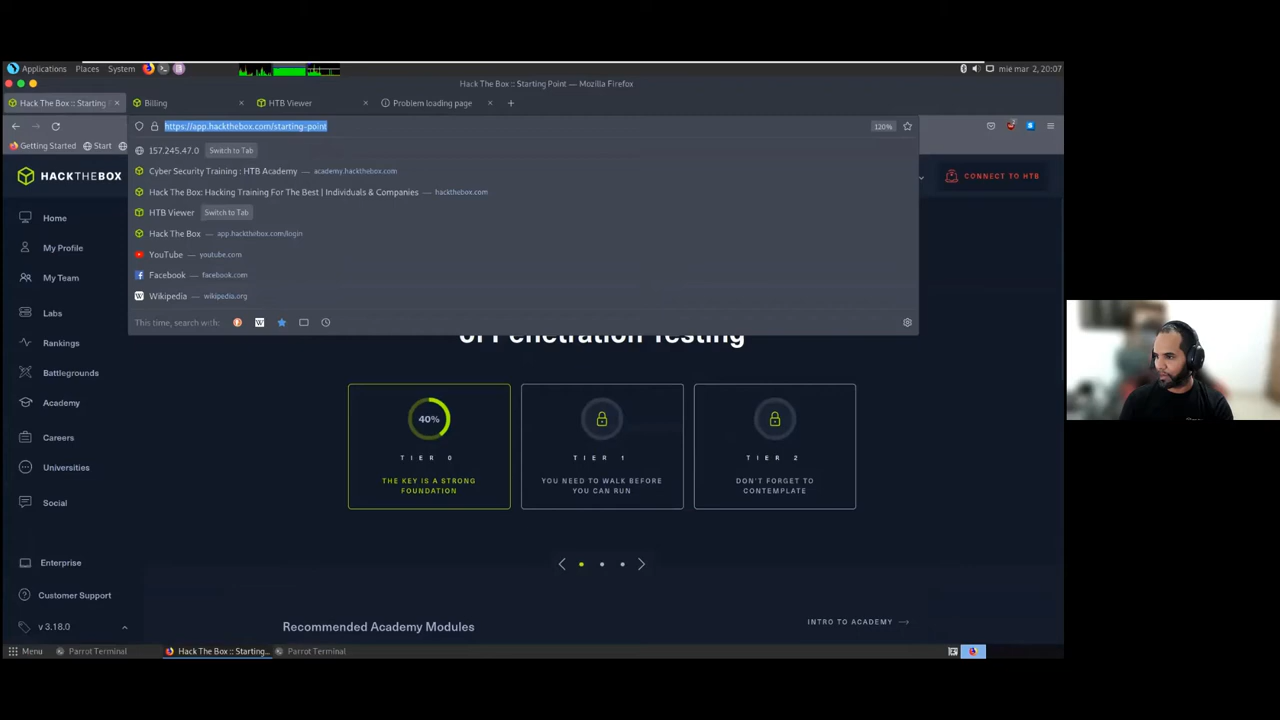 Applications Places System
mie mar 2, 20:07
Hack The Box :: Starting Point — Mozilla Firefox
Hack The Box :: Starting
Billing
HTB Viewer
Problem loading page
https://app.hackthebox.com/starting-point
120%
Getting Started
Start
157.245.47.0 Switch to Tab
Cyber Security Training : HTB Academy — academy.hackthebox.com
Hack The Box: Hacking Training For The Best | Individuals & Companies — hackthebox.com
HTB Viewer Switch to Tab
Hack The Box — app.hackthebox.com/login
YouTube — youtube.com
Facebook — facebook.com
Wikipedia — wikipedia.org
This time, search with:
HACKTHEBOX
CONNECT TO HTB
Home
My Profile
My Team
Labs
Rankings
Battlegrounds
Academy
Careers
Universities
Social
Enterprise
Customer Support
v 3.18.0
of Penetration Testing
40%
TIER 0
THE KEY IS A STRONG
FOUNDATION
TIER 1
YOU NEED TO WALK BEFORE
YOU CAN RUN
TIER 2
DON'T FORGET TO
CONTEMPLATE
Recommended Academy Modules
INTRO TO ACADEMY
Menu
Parrot Terminal
Hack The Box :: Starting...
Parrot Terminal